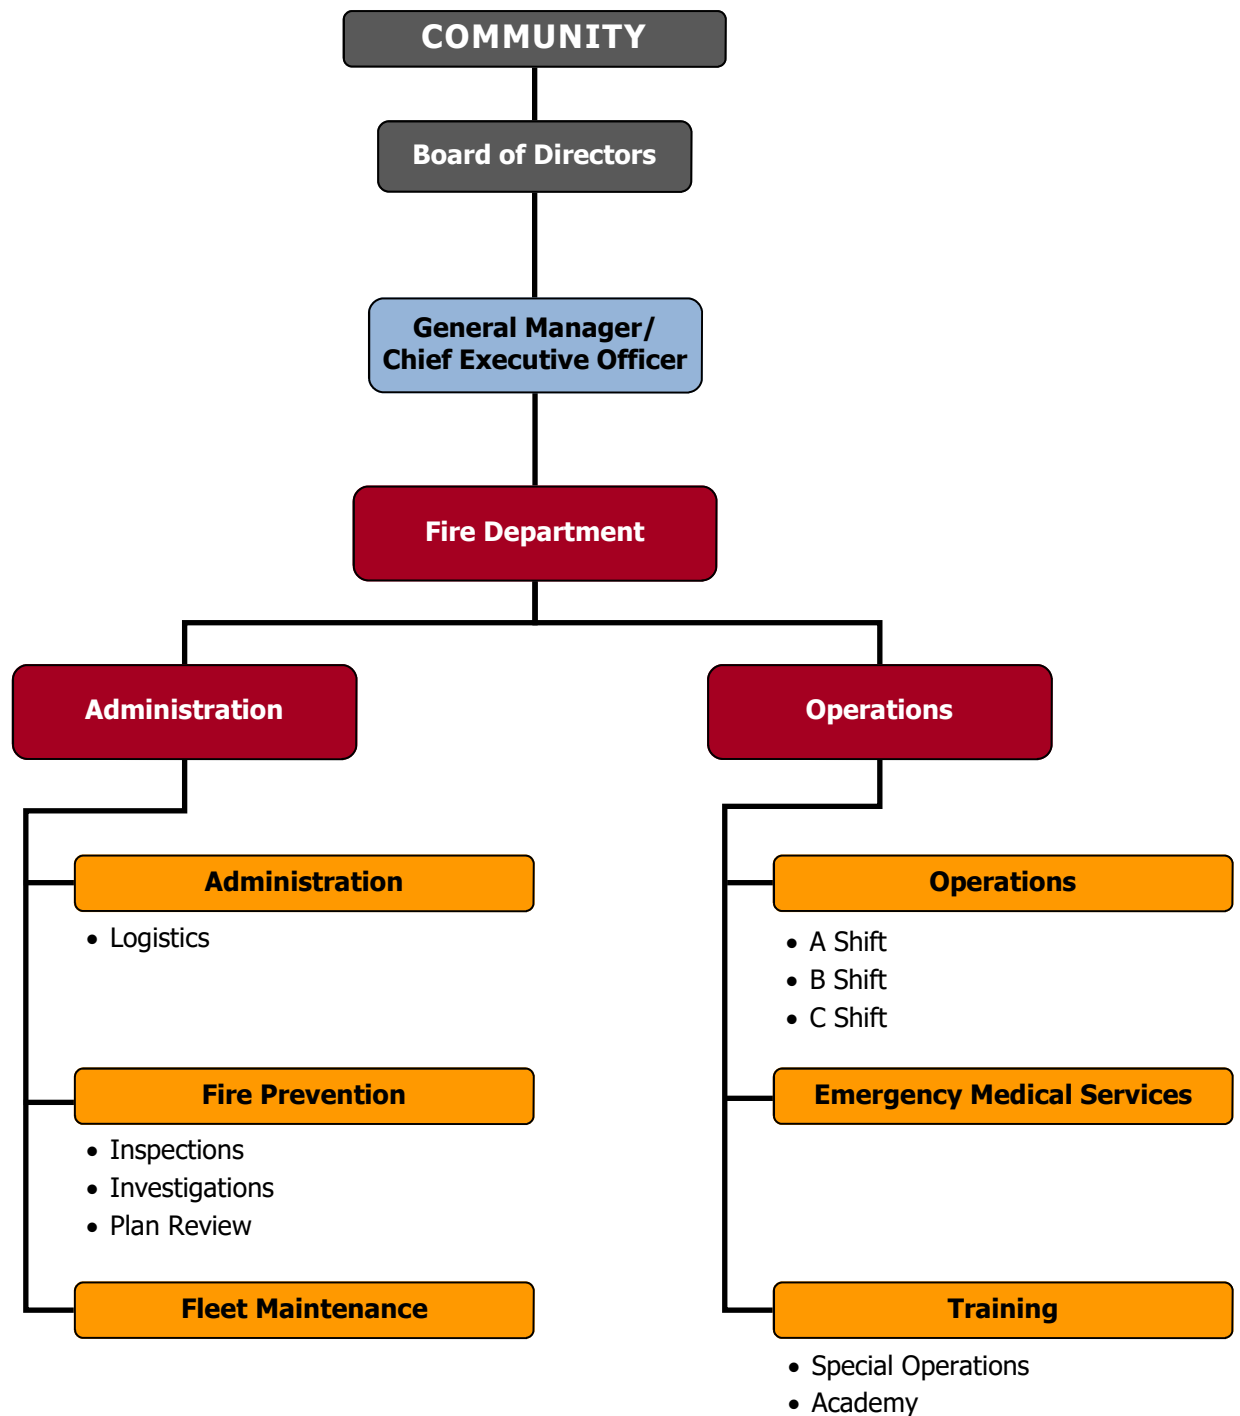 COMMUNITY
Board of Directors
General Manager/
Chief Executive Officer
Fire Department
Administration
Operations
Administration
• Logistics
Fire Prevention
• Inspections
• Investigations
• Plan Review
Fleet Maintenance
Operations
• A Shift
• B Shift
• C Shift
Emergency Medical Services
Training
• Special Operations
• Academy